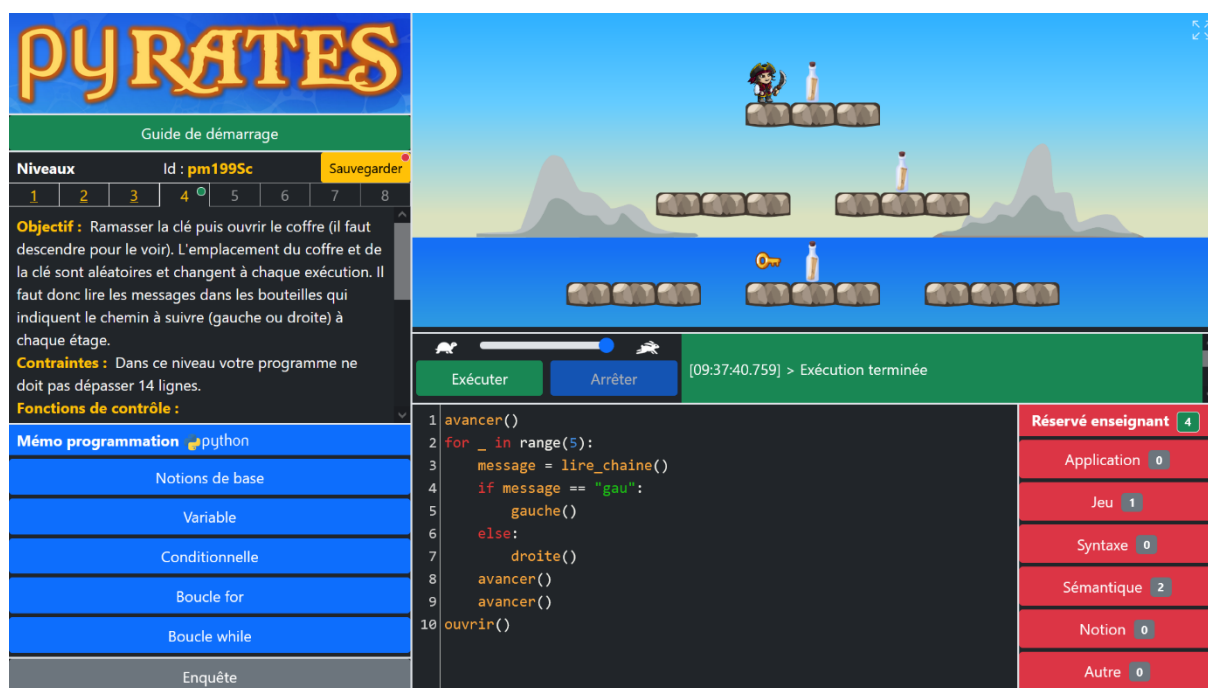 PYRATES
Guide de démarrage
Niveaux Id : pm199Sc Sauvegarder
1 2 3 4 5 6 7 8
Objectif : Ramasser la clé puis ouvrir le coffre (il faut
descendre pour le voir). L'emplacement du coffre et de
la clé sont aléatoires et changent à chaque exécution. Il
faut donc lire les messages dans les bouteilles qui
indiquent le chemin à suivre (gauche ou droite) à
chaque étage.
Contraintes : Dans ce niveau votre programme ne
doit pas dépasser 14 lignes.
Fonctions de contrôle :
Mémo programmation python
Notions de base
Variable
Conditionnelle
Boucle for
Boucle while
Enquête
Exécuter
Arrêter
[09:37:40.759] > Exécution terminée
1 avancer()
2 for _ in range(5):
3 message = lire_chaine()
4 if message == "gau":
5 gauche()
6 else:
7 droite()
8 avancer()
9 avancer()
10 ouvrir()
Réservé enseignant 4
Application 0
Jeu 1
Syntaxe 0
Sémantique 2
Notion 0
Autre 0